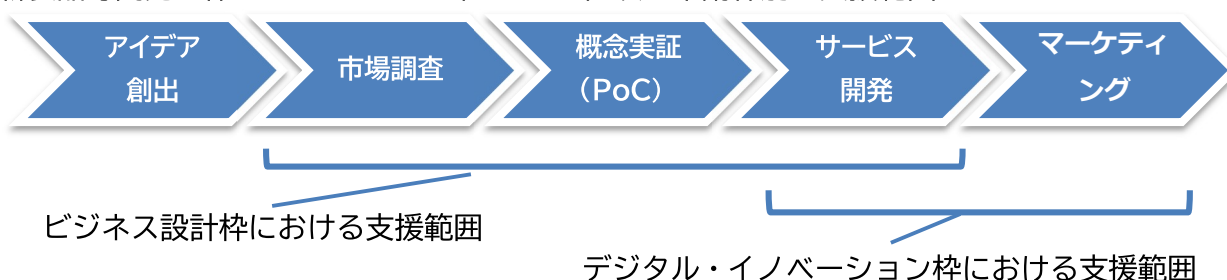 アイデア
創出
市場調査
概念実証
（PoC）
サービス
開発
マーケティ
ング
ビジネス設計枠における支援範囲
デジタル・イノベーション枠における支援範囲